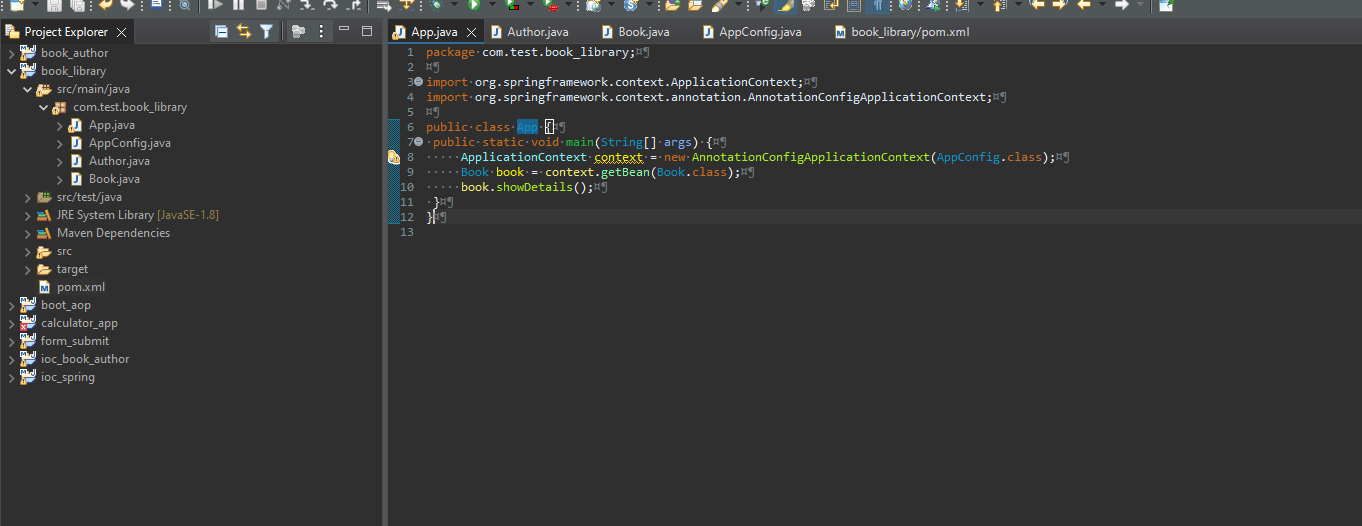 Project Explorer
book_author
book_library
src/main/java
com.test.book_library
App.java
AppConfig.java
Author.java
Book.java
src/test/java
JRE System Library [JavaSE-1.8]
Maven Dependencies
src
target
pom.xml
boot_aop
calculator_app
form_submit
ioc_book_author
ioc_spring
App.java
Author.java
Book.java
AppConfig.java
book_library/pom.xml
1 package com.test.book_library;
2
3 import org.springframework.context.ApplicationContext;
4 import org.springframework.context.annotation.AnnotationConfigApplicationContext;
5
6 public class App {
7 public static void main(String[] args) {
8 ApplicationContext context = new AnnotationConfigApplicationContext(AppConfig.class);
9 Book book = context.getBean(Book.class);
10 book.showDetails();
11 }
12 }
13